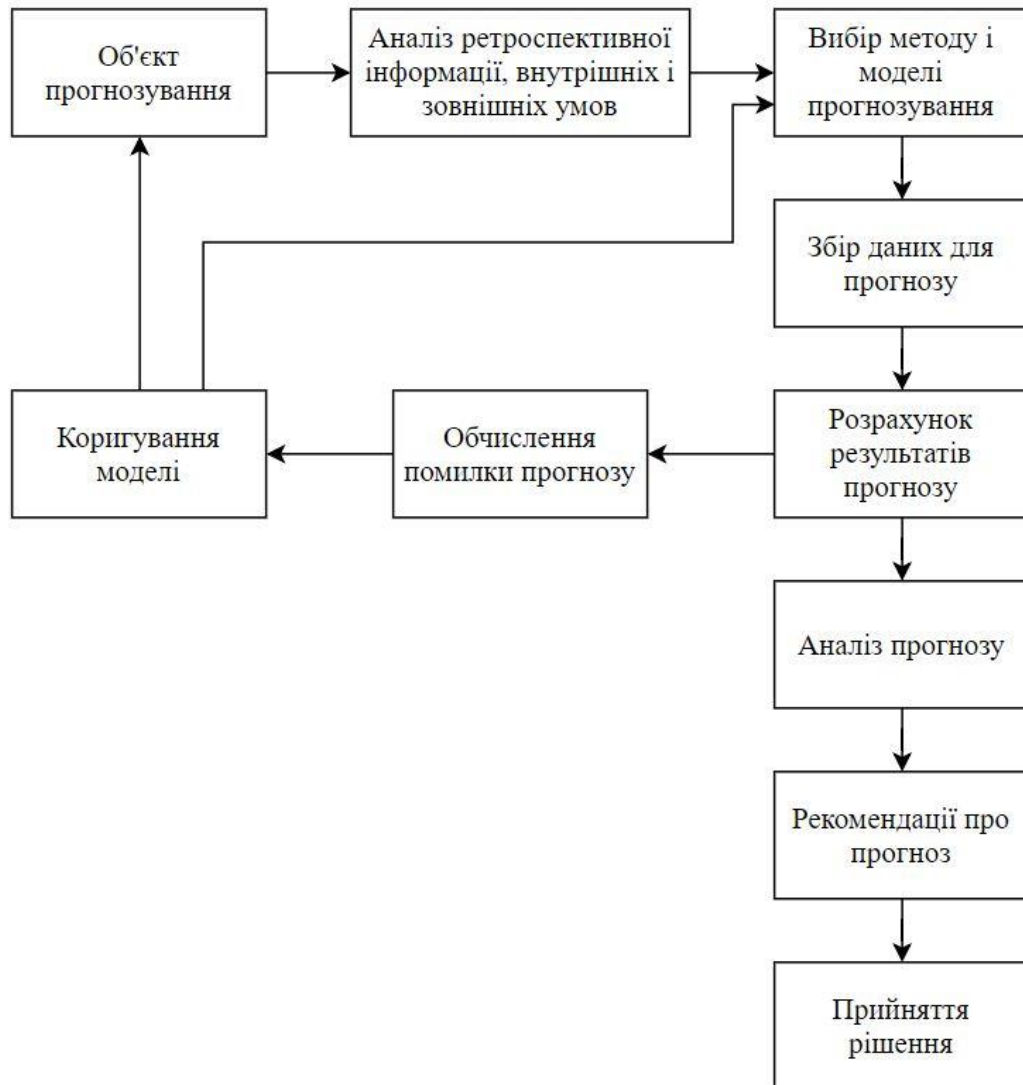 Об'єкт
прогнозування
Аналіз ретроспективної
інформації, внутрішніх і
зовнішніх умов
Вибір методу і
моделі
прогнозування
Збір даних для
прогнозу
Коригування
моделі
Обчислення
помилки прогнозу
Розрахунок
результатів
прогнозу
Аналіз прогнозу
Рекомендації про
прогноз
Прийняття
рішення